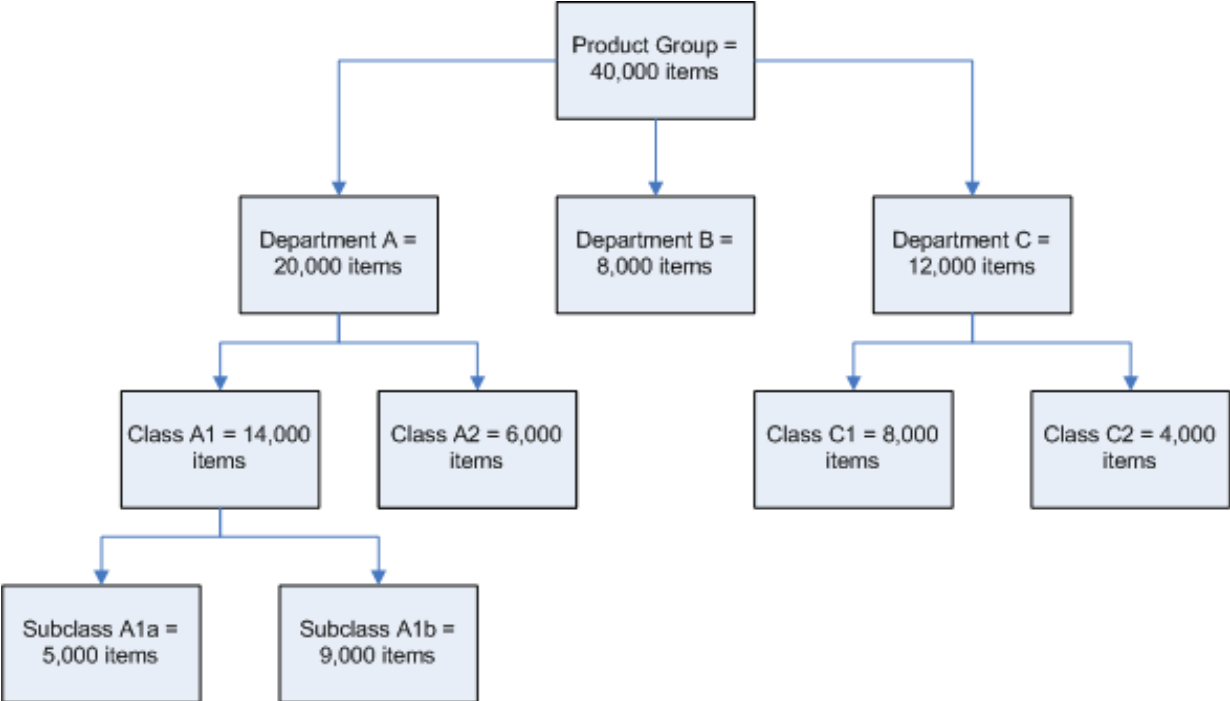 Product Group =
40,000 items
Department A =
20,000 items
Department B =
8,000 items
Department C =
12,000 items
Class A1 = 14,000
items
Class A2 = 6,000
items
Class C1 = 8,000
items
Class C2 = 4,000
items
Subclass A1a =
5,000 items
Subclass A1b =
9,000 items